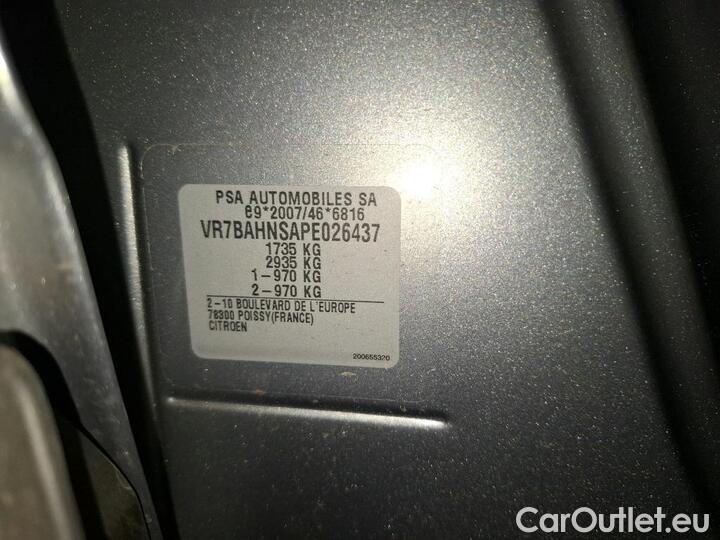 PSA AUTOMOBILES SA
e9*2007/46*6816
VR7BAHNSAPE026437
1735 KG
2935 KG
1-970 KG
2-970 KG
2-10 BOULEVARD DE L'EUROPE
78300 POISSY(FRANCE)
CITROEN
200655320
CarOutlet.eu